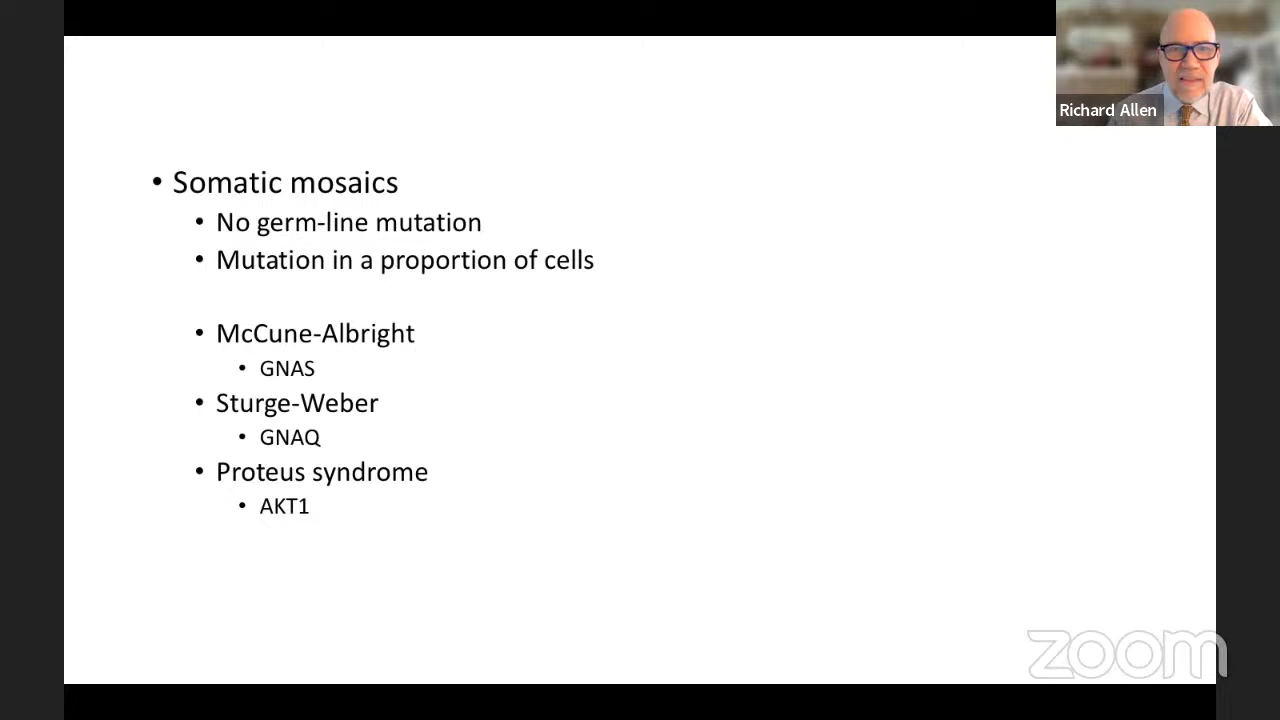 Richard Allen
• Somatic mosaics
• No germ-line mutation
• Mutation in a proportion of cells
• McCune-Albright
• GNAS
• Sturge-Weber
• GNAQ
• Proteus syndrome
• AKT1
zoom